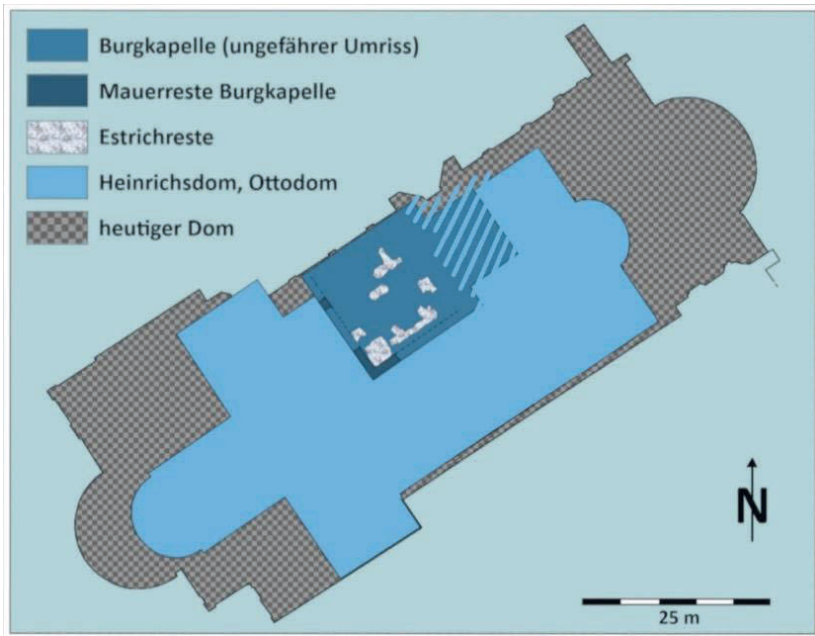 Burgkapelle (ungefährer Umriss)
Mauerreste Burgkapelle
Estrichreste
Heinrichsdom, Ottodom
heutiger Dom
N
25 m